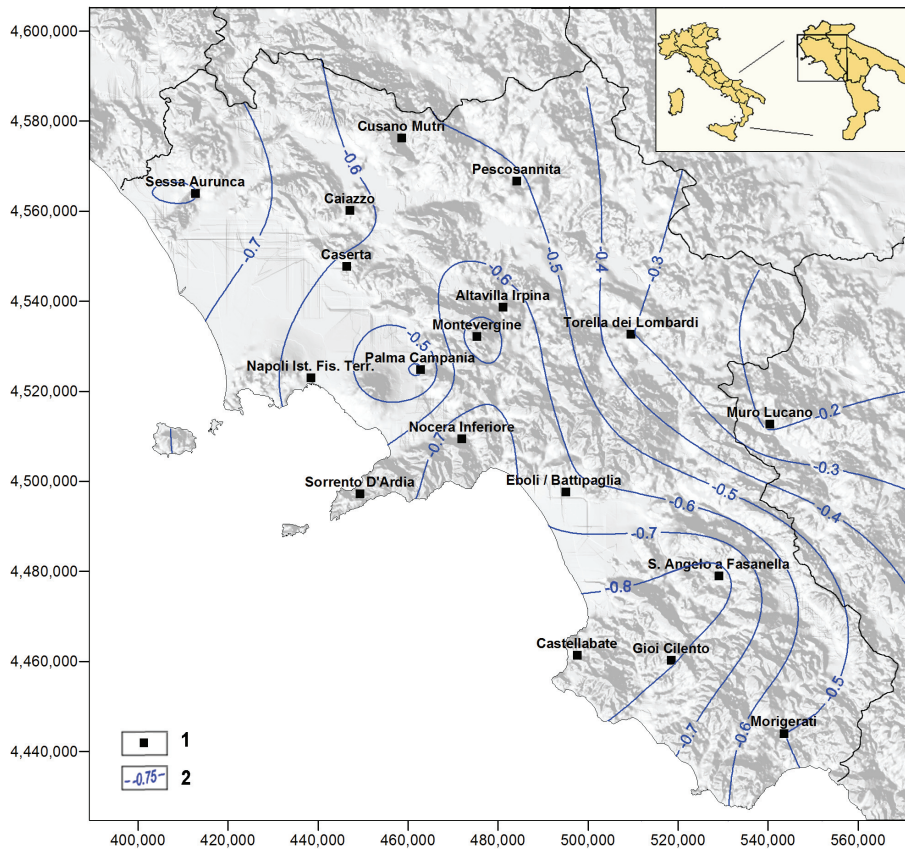 4,600,000
4,580,000
4,560,000
4,540,000
4,520,000
4,500,000
4,480,000
4,460,000
4,440,000
Cusano Mutri
Pescosannita
Sessa Aurunca
Caiazzo
Caserta
Altavilla Irpina
Montevergine
Torella dei Lombardi
Palma Campania
Napoli Ist. Fis. Terr.
Muro Lucano
Nocera Inferiore
Sorrento D'Ardia
Eboli / Battipaglia
S. Angelo a Fasanella
Castellabate
Gioi Cilento
Morigerati
-0.6
-0.7
-0.5
-0.4
-0.3
-0.6
-0.5
-0.2
-0.3
-0.7
-0.5
-0.4
-0.6
-0.7
-0.8
-0.5
-0.7
-0.6
1
-0.75
2
400,000
420,000
440,000
460,000
480,000
500,000
520,000
540,000
560,000